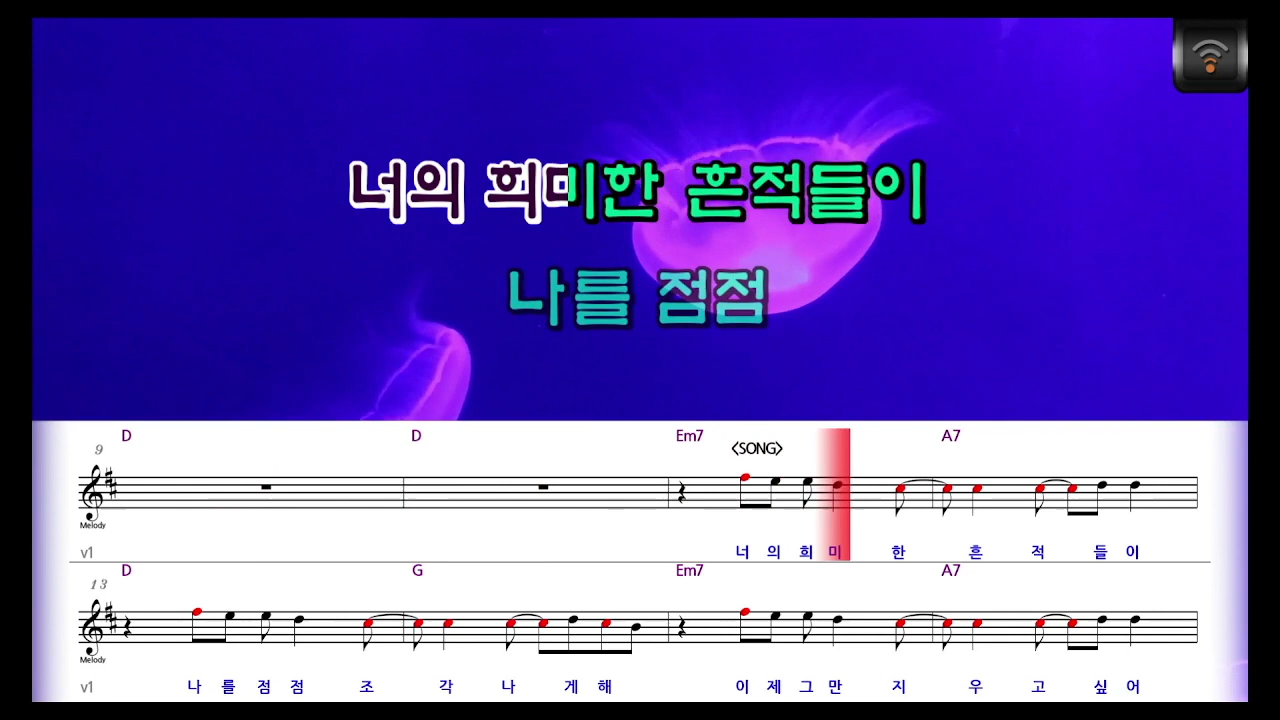 너의 희미한 흔적들이
나를 점점
D D Em7 A7
9 <SONG>
Melody
v1 너 의 희 미 한 흔 적 들 이
D G Em7 A7
13
Melody
v1 나 를 점 점 조 각 나 게 해 이 제 그 만 지 우 고 싶 어